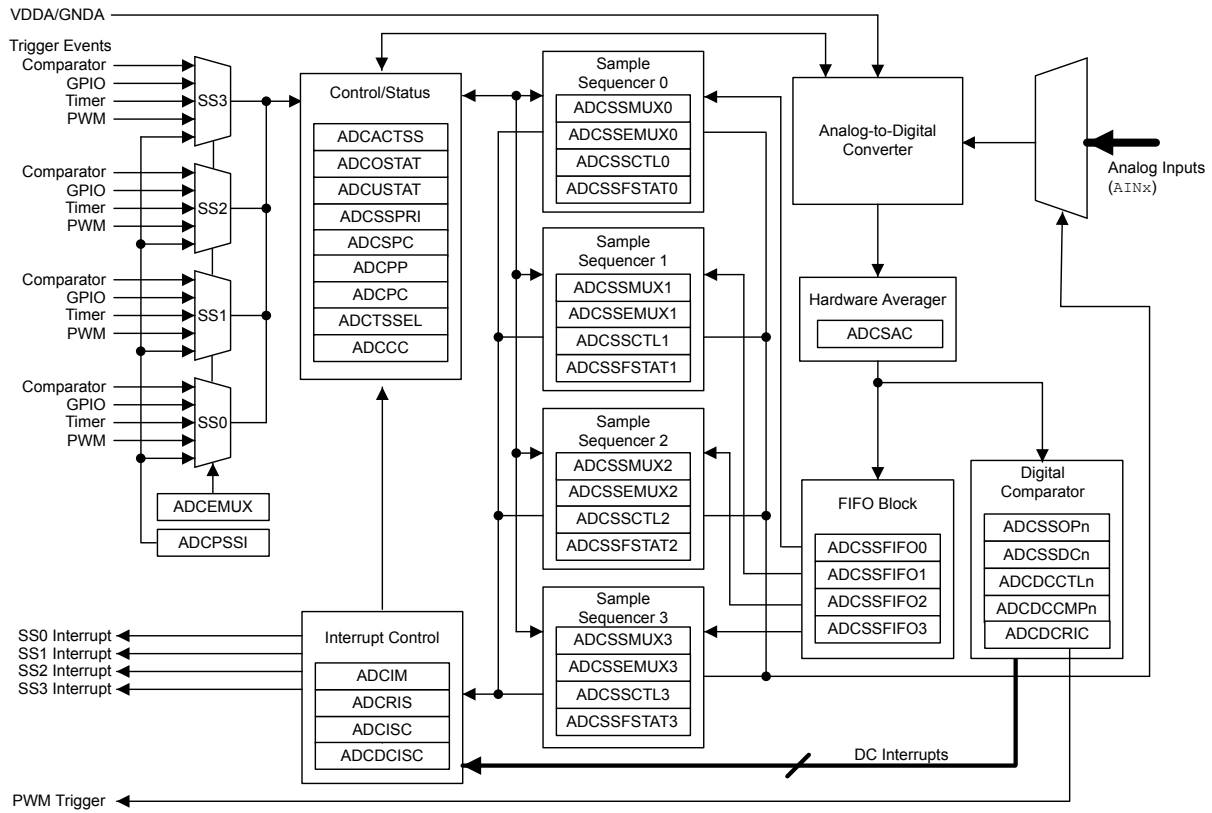 VDDA/GNDA
Trigger Events
Comparator
GPIO
Timer
PWM
SS3
Comparator
GPIO
Timer
PWM
SS2
Comparator
GPIO
Timer
PWM
SS1
Comparator
GPIO
Timer
PWM
SS0
ADCEMUX
ADCPSSI
Control/Status
ADCACTSS
ADCOSTAT
ADCUSTAT
ADCSSPRI
ADCSPC
ADCPP
ADCPC
ADCTSSEL
ADCCC
Sample
Sequencer 0
ADCSSMUX0
ADCSSEMUX0
ADCSSCTL0
ADCSSFSTAT0
Sample
Sequencer 1
ADCSSMUX1
ADCSSEMUX1
ADCSSCTL1
ADCSSFSTAT1
Sample
Sequencer 2
ADCSSMUX2
ADCSSEMUX2
ADCSSCTL2
ADCSSFSTAT2
Sample
Sequencer 3
ADCSSMUX3
ADCSSEMUX3
ADCSSCTL3
ADCSSFSTAT3
Analog-to-Digital
Converter
Analog Inputs
(AINx)
Hardware Averager
ADCSAC
FIFO Block
ADCSSFIFO0
ADCSSFIFO1
ADCSSFIFO2
ADCSSFIFO3
Digital
Comparator
ADCSSOPn
ADCSSDCn
ADCDCCTLn
ADCDCCMPn
ADCDCRIC
SS0 Interrupt
SS1 Interrupt
SS2 Interrupt
SS3 Interrupt
Interrupt Control
ADCIM
ADCRIS
ADCISC
ADCDCISC
DC Interrupts
PWM Trigger